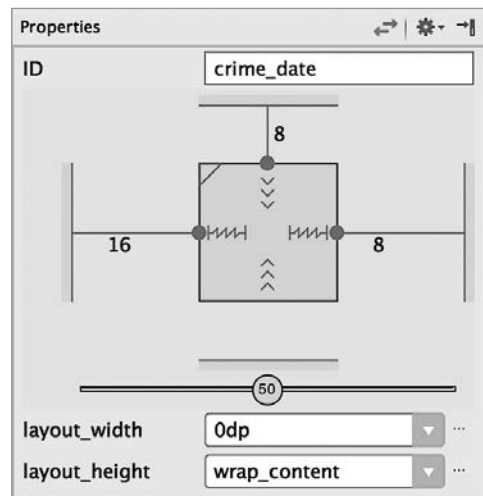 Properties
ID crime_date
8
16 8
50
layout_width 0dp ...
layout_height wrap_content ...